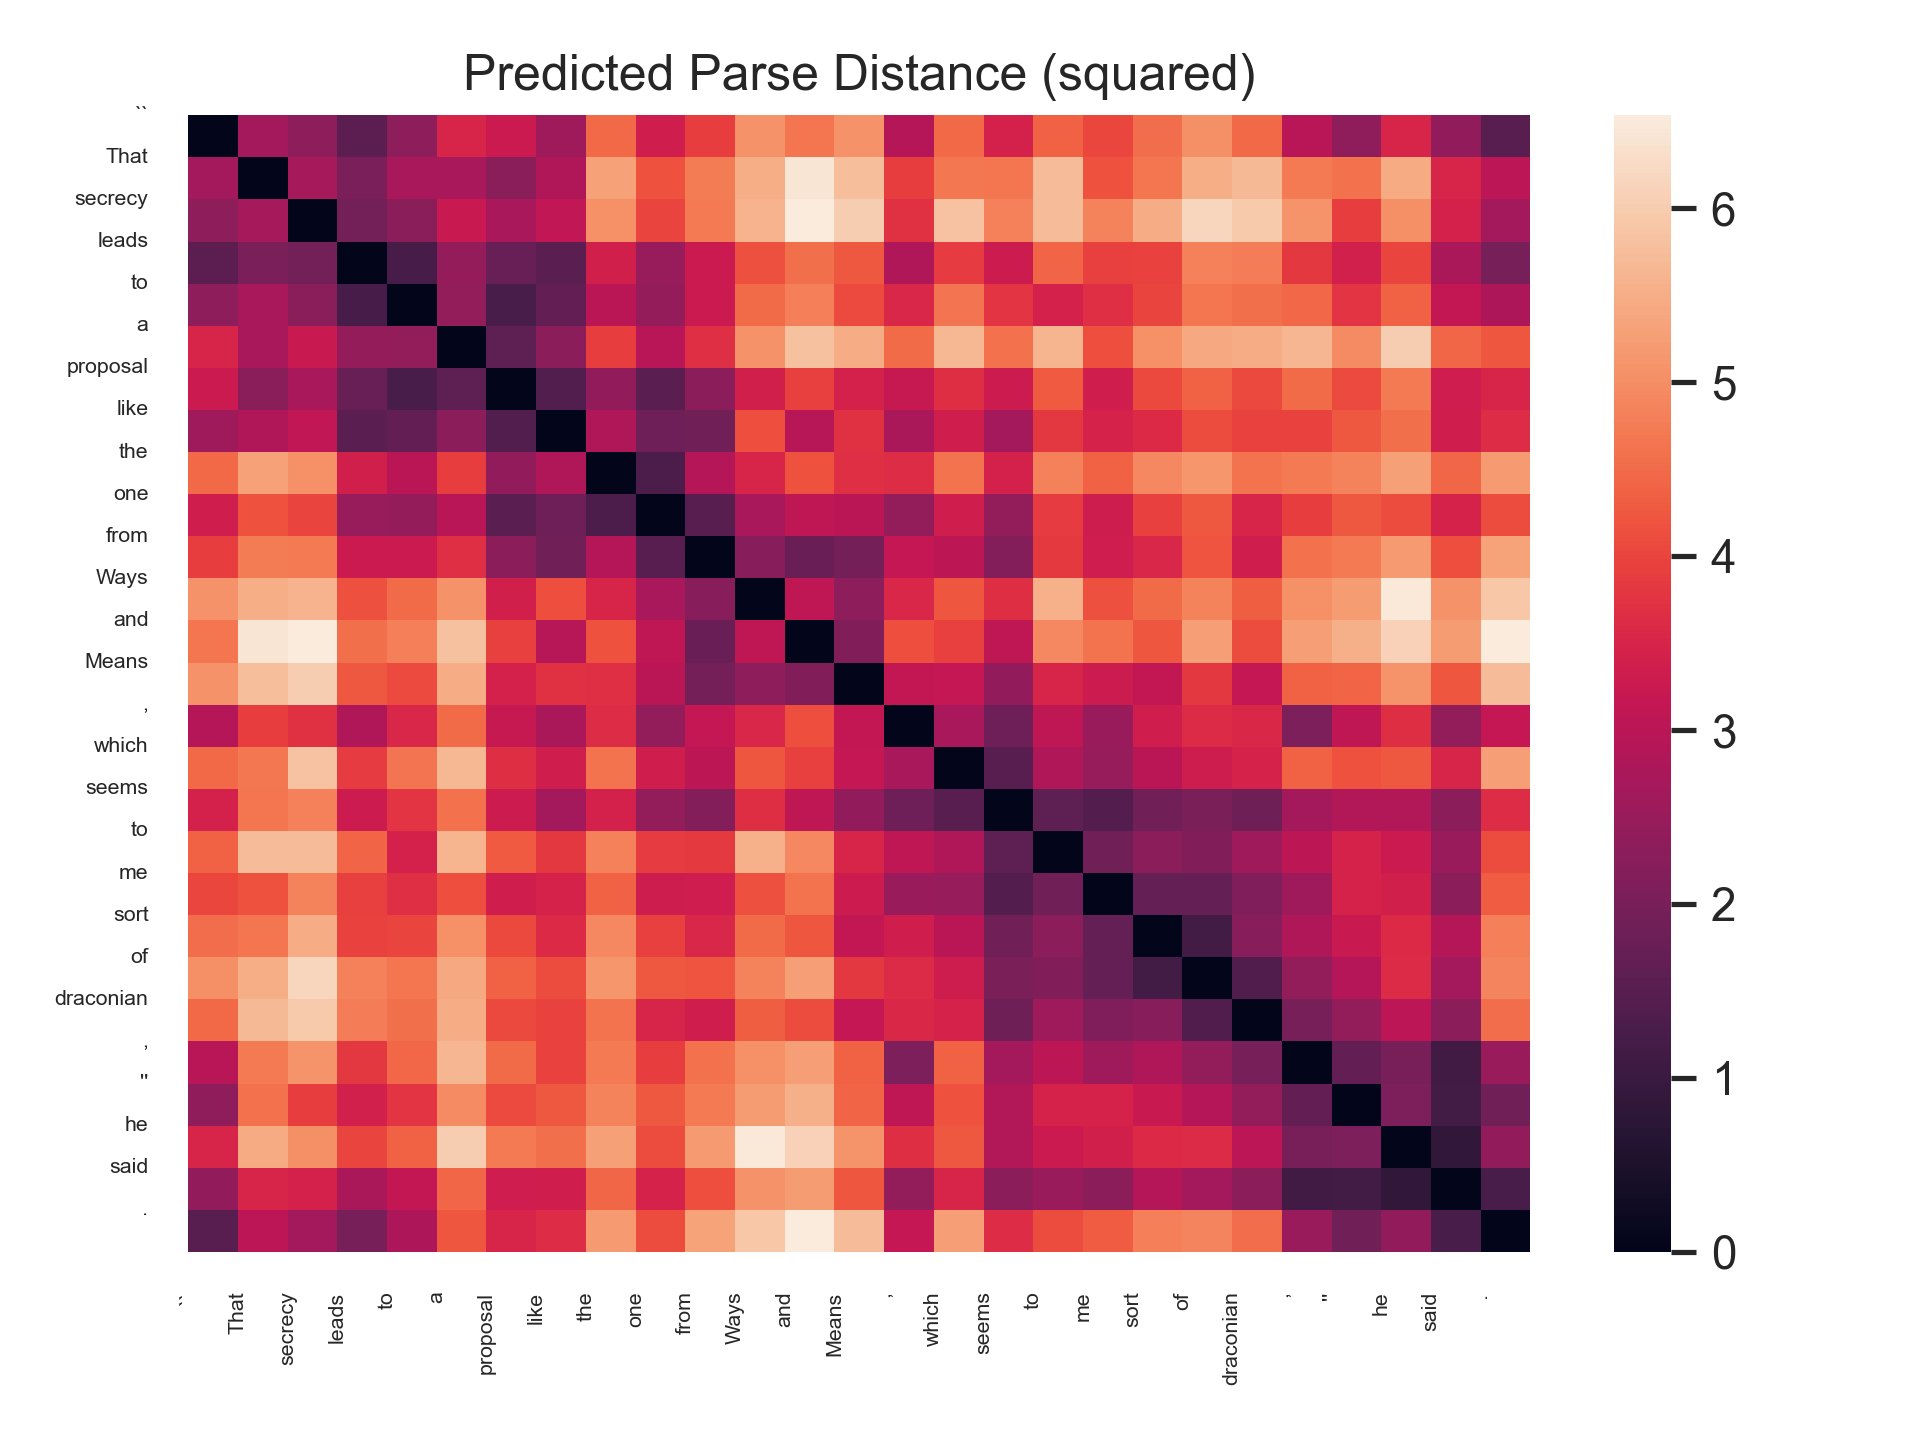 Predicted Parse Distance (squared)
``
That
secrecy
leads
to
a
proposal
like
the
one
from
Ways
and
Means
,
which
seems
to
me
sort
of
draconian
,
"
he
said
.
6
5
4
3
2
1
0
`` That secrecy leads to a proposal like the one from Ways and Means , which seems to me sort of draconian , " he said .